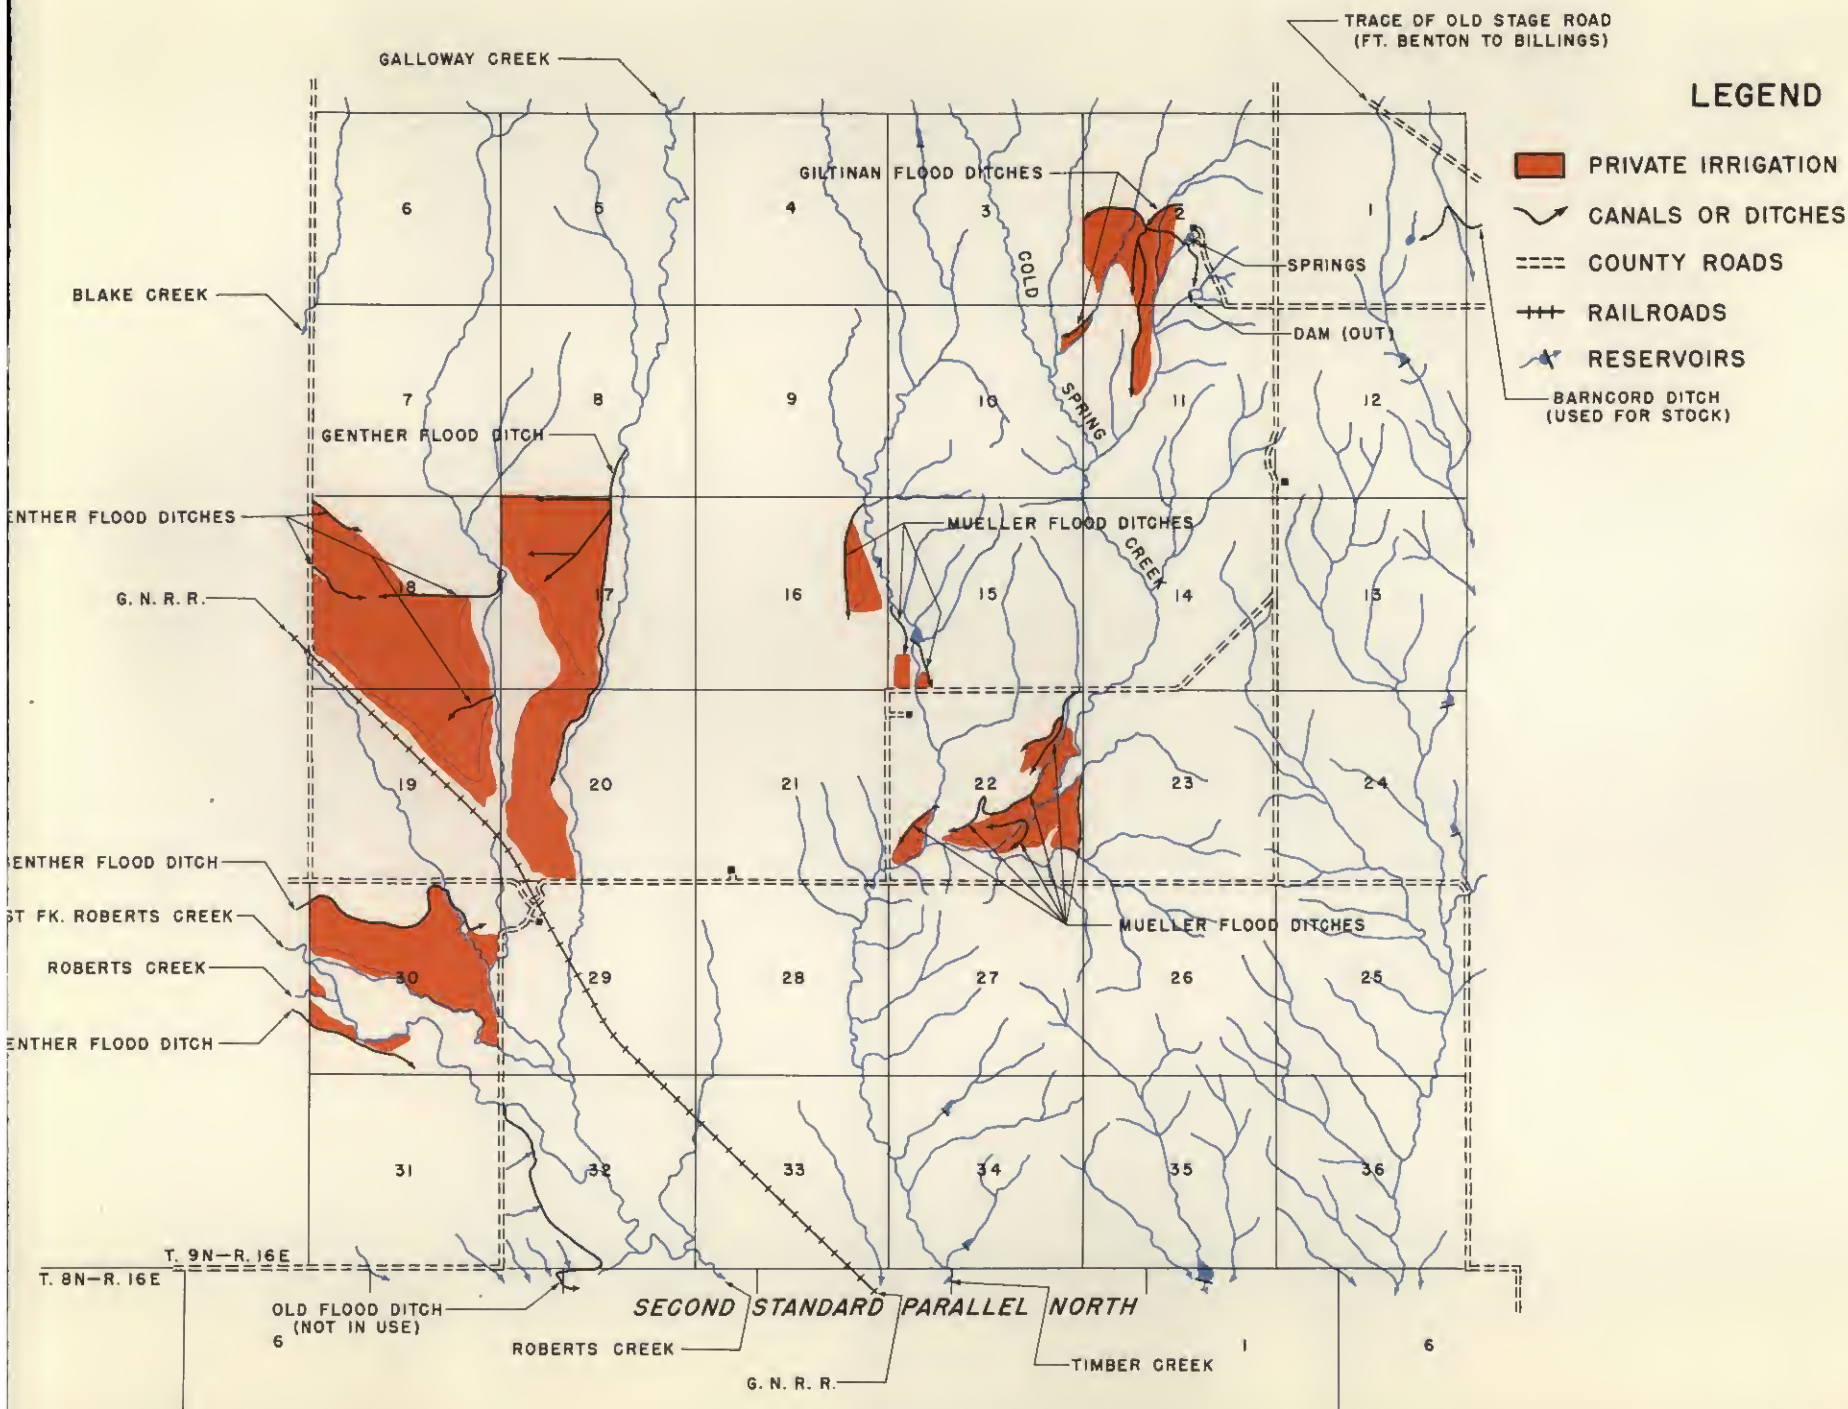 TRACE OF OLD STAGE ROAD
(FT. BENTON TO BILLINGS)
GALLOWAY CREEK
LEGEND
PRIVATE IRRIGATION
CANALS OR DITCHES
COUNTY ROADS
RAILROADS
RESERVOIRS
GILTINAN FLOOD DITCHES
6
5
4
3
2
1
COLD
SPRINGS
BLAKE CREEK
DAM (OUT)
BARNCORD DITCH
(USED FOR STOCK)
7
8
9
10
SPRING
11
12
GENTHER FLOOD DITCH
ENTHER FLOOD DITCHES
MUELLER FLOOD DITCHES
CREEK
G. N. R. R.
18
17
16
15
14
13
19
20
21
22
23
24
ENTHER FLOOD DITCH
ST FK. ROBERTS CREEK
MUELLER FLOOD DITCHES
ROBERTS CREEK
30
29
28
27
26
25
ENTHER FLOOD DITCH
31
32
33
34
35
36
T. 9N–R. 16E
T. 8N–R. 16E
OLD FLOOD DITCH
(NOT IN USE)
SECOND STANDARD PARALLEL NORTH
6
ROBERTS CREEK
1
6
TIMBER CREEK
G. N. R. R.